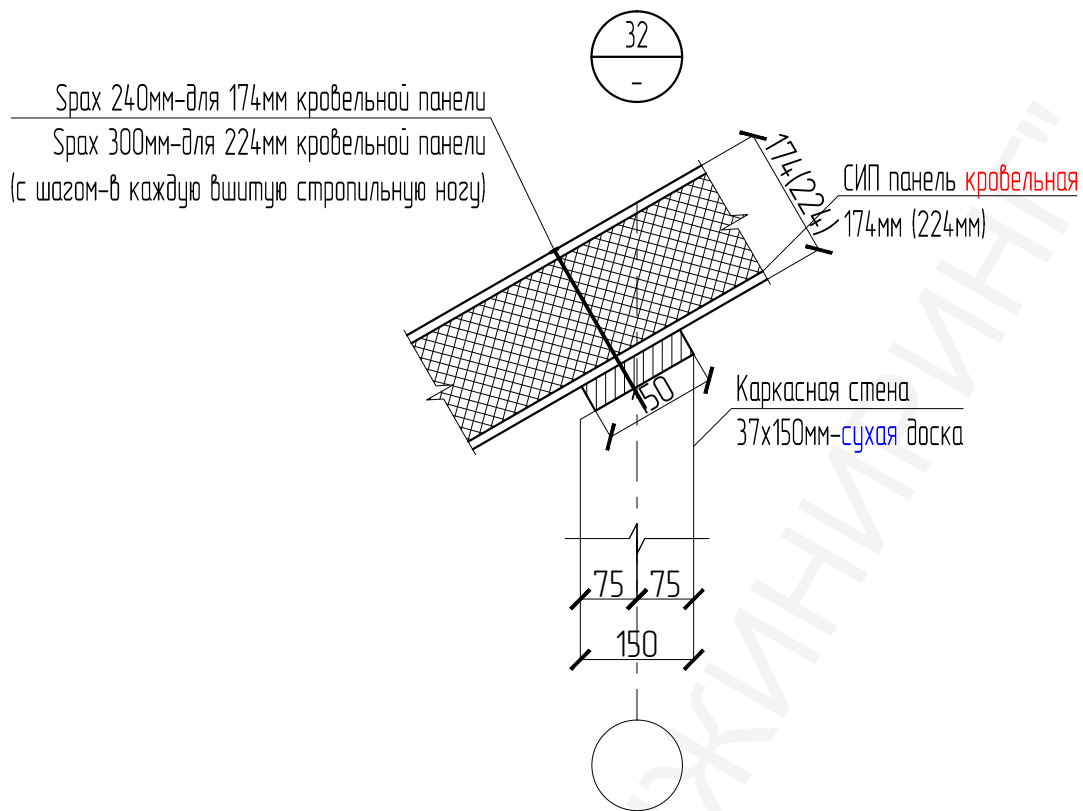 32
-
Spax 240мм-для 174мм кровельной панели
Spax 300мм-для 224мм кровельной панели
(с шагом-в каждую вшитую стропильную ногу)
174(224)
СИП панель кровельная
174мм (224мм)
150
Каркасная стена
37х150мм-сухая доска
75 75
150